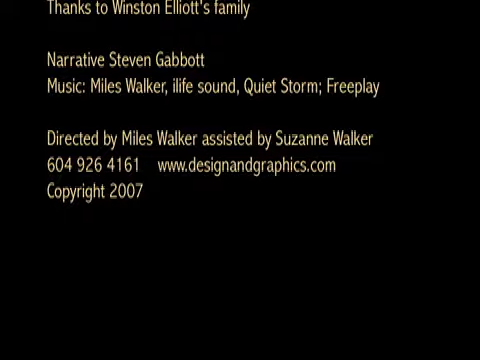 Thanks to Winston Elliott's family
Narrative Steven Gabbott
Music: Miles Walker, ilife sound, Quiet Storm; Freeplay
Directed by Miles Walker assisted by Suzanne Walker
604 926 4161 www.designandgraphics.com
Copyright 2007